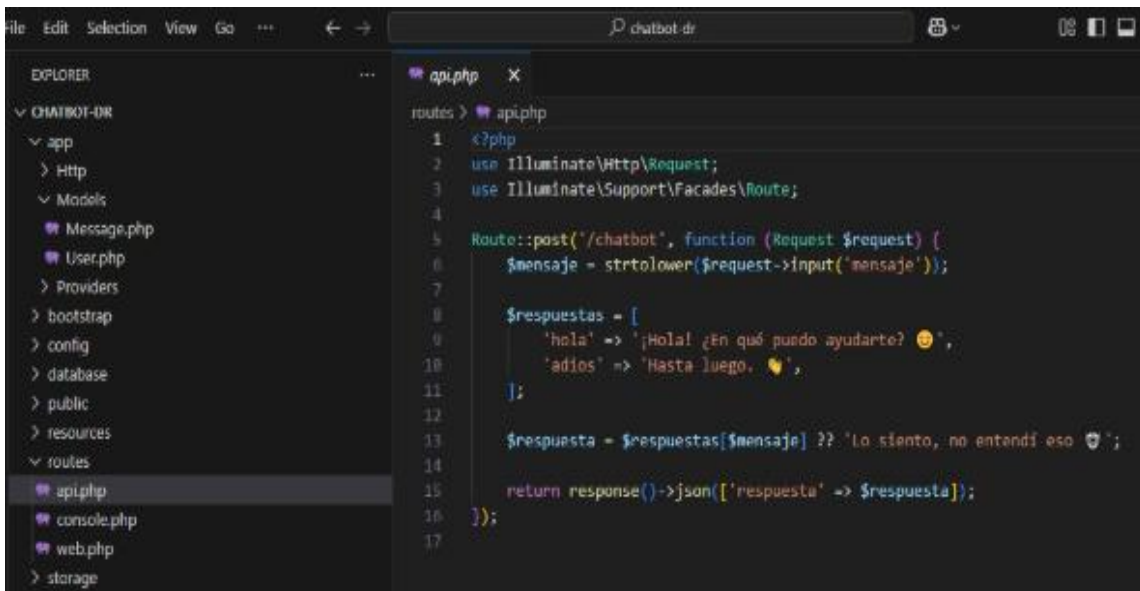 File Edit Selection View Go ··· ← → chatbot-dr
EXPLORER ···
CHATBOT-DR
app
Http
Models
Message.php
User.php
Providers
bootstrap
config
database
public
resources
routes
api.php
console.php
web.php
storage
api.php X
routes > api.php
1 <?php
2 use Illuminate\Http\Request;
3 use Illuminate\Support\Facades\Route;
4
5 Route::post('/chatbot', function (Request $request) {
6 $mensaje = strtolower($request->input('mensaje'));
7
8 $respuestas = [
9 'hola' => '¡Hola! ¿En qué puedo ayudarte? 😊',
10 'adios' => 'Hasta luego. 👋',
11 ];
12
13 $respuesta = $respuestas[$mensaje] ?? 'Lo siento, no entendí eso 🤖';
14
15 return response()->json(['respuesta' => $respuesta]);
16 });
17